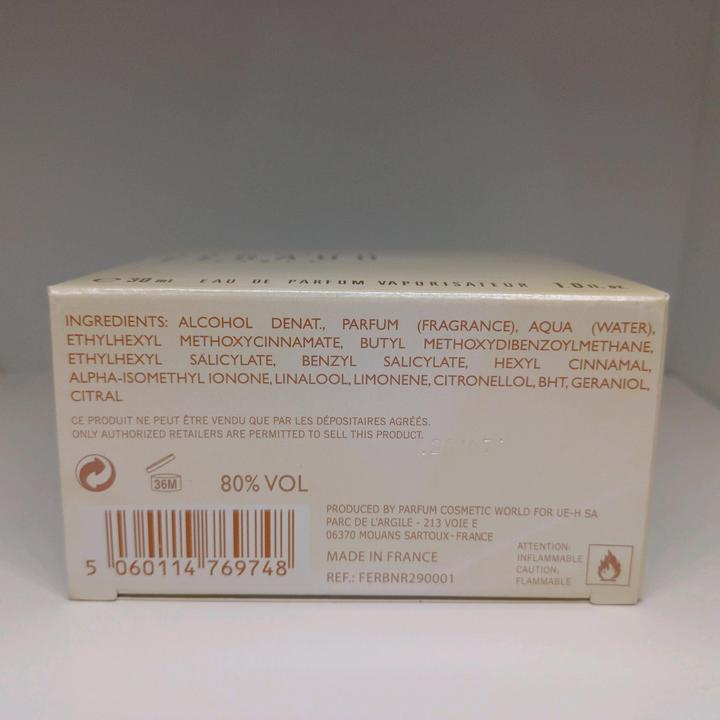 30 ml EAU DE PARFUM VAPORISATEUR 1.0 fl. oz.
INGREDIENTS: ALCOHOL DENAT., PARFUM (FRAGRANCE), AQUA (WATER),
ETHYLHEXYL METHOXYCINNAMATE, BUTYL METHOXYDIBENZOYLMETHANE,
ETHYLHEXYL SALICYLATE, BENZYL SALICYLATE, HEXYL CINNAMAL,
ALPHA-ISOMETHYL IONONE, LINALOOL, LIMONENE, CITRONELLOL, BHT, GERANIOL,
CITRAL
CE PRODUIT NE PEUT ÊTRE VENDU QUE PAR LES DÉPOSITAIRES AGRÉÉS.
ONLY AUTHORIZED RETAILERS ARE PERMITTED TO SELL THIS PRODUCT.
36M
80% VOL
PRODUCED BY PARFUM COSMETIC WORLD FOR UE-H SA
PARC DE L'ARGILE - 213 VOIE E
06370 MOUANS SARTOUX - FRANCE
MADE IN FRANCE
REF.: FERBNR290001
5 060114 769748
ATTENTION:
INFLAMMABLE
CAUTION:
FLAMMABLE